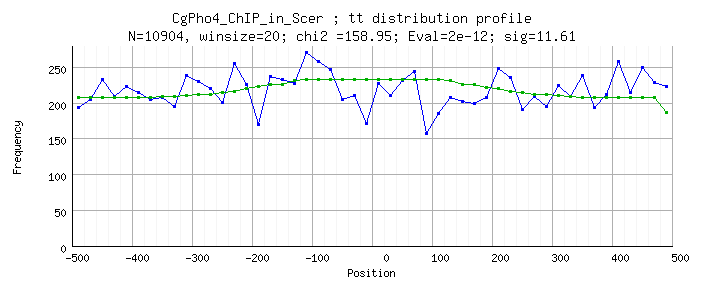 CgPho4_ChIP_in_Scer ; tt distribution profile
N=10904, winsize=20; chi2 =158.95; Eval=2e-12; sig=11.61
250
200
150
100
50
0
Frequency
-500 -400 -300 -200 -100 0 100 200 300 400 500
Position